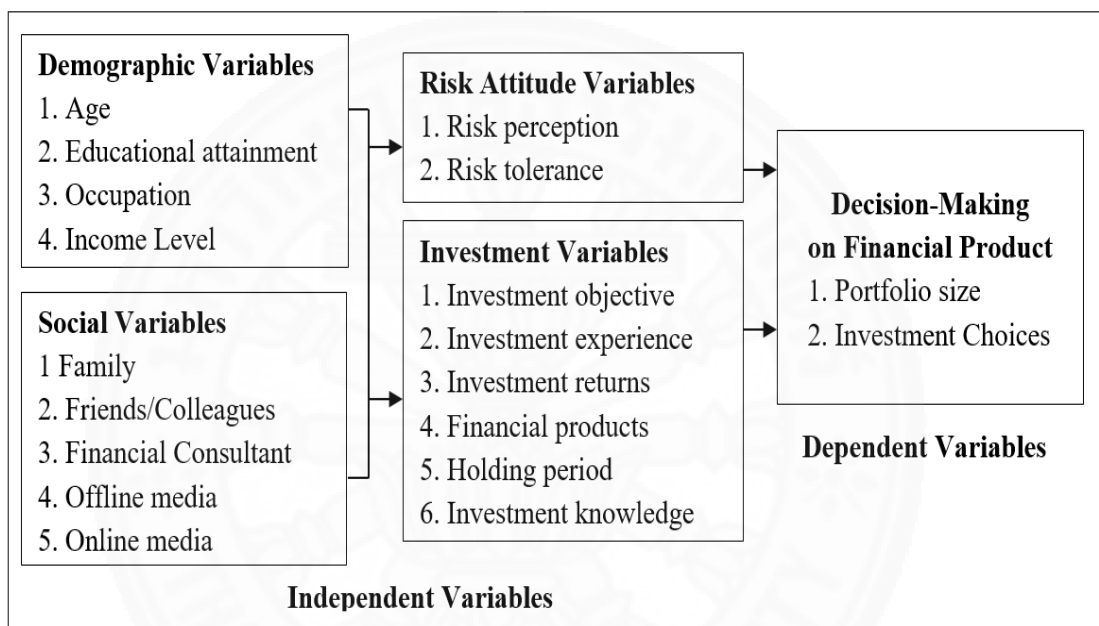 Demographic Variables
1. Age
2. Educational attainment
3. Occupation
4. Income Level
Social Variables
1 Family
2. Friends/Colleagues
3. Financial Consultant
4. Offline media
5. Online media
Risk Attitude Variables
1. Risk perception
2. Risk tolerance
Investment Variables
1. Investment objective
2. Investment experience
3. Investment returns
4. Financial products
5. Holding period
6. Investment knowledge
Independent Variables
Decision-Making
on Financial Product
1. Portfolio size
2. Investment Choices
Dependent Variables